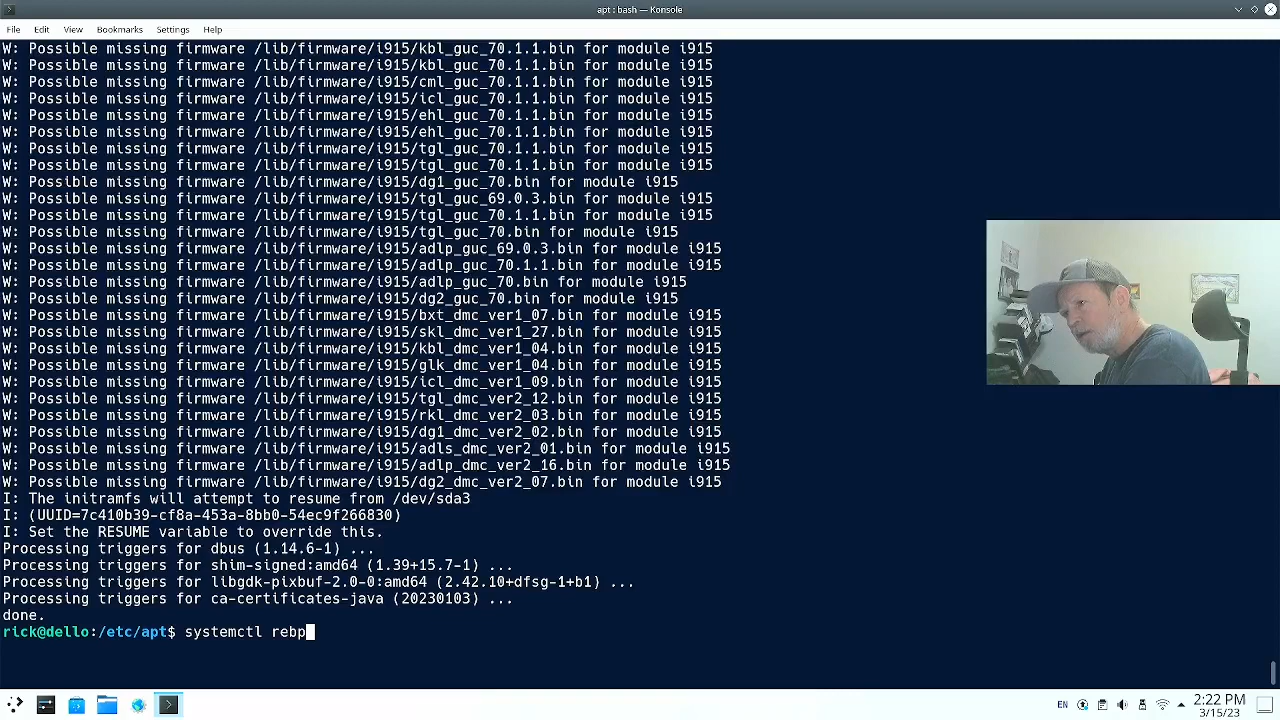 apt : bash — Konsole
File Edit View Bookmarks Settings Help
W: Possible missing firmware /lib/firmware/i915/kbl_guc_70.1.1.bin for module i915
W: Possible missing firmware /lib/firmware/i915/kbl_guc_70.1.1.bin for module i915
W: Possible missing firmware /lib/firmware/i915/cml_guc_70.1.1.bin for module i915
W: Possible missing firmware /lib/firmware/i915/icl_guc_70.1.1.bin for module i915
W: Possible missing firmware /lib/firmware/i915/ehl_guc_70.1.1.bin for module i915
W: Possible missing firmware /lib/firmware/i915/ehl_guc_70.1.1.bin for module i915
W: Possible missing firmware /lib/firmware/i915/tgl_guc_70.1.1.bin for module i915
W: Possible missing firmware /lib/firmware/i915/tgl_guc_70.1.1.bin for module i915
W: Possible missing firmware /lib/firmware/i915/dg1_guc_70.bin for module i915
W: Possible missing firmware /lib/firmware/i915/tgl_guc_69.0.3.bin for module i915
W: Possible missing firmware /lib/firmware/i915/tgl_guc_70.1.1.bin for module i915
W: Possible missing firmware /lib/firmware/i915/tgl_guc_70.bin for module i915
W: Possible missing firmware /lib/firmware/i915/adlp_guc_69.0.3.bin for module i915
W: Possible missing firmware /lib/firmware/i915/adlp_guc_70.1.1.bin for module i915
W: Possible missing firmware /lib/firmware/i915/adlp_guc_70.bin for module i915
W: Possible missing firmware /lib/firmware/i915/dg2_guc_70.bin for module i915
W: Possible missing firmware /lib/firmware/i915/bxt_dmc_ver1_07.bin for module i915
W: Possible missing firmware /lib/firmware/i915/skl_dmc_ver1_27.bin for module i915
W: Possible missing firmware /lib/firmware/i915/kbl_dmc_ver1_04.bin for module i915
W: Possible missing firmware /lib/firmware/i915/glk_dmc_ver1_04.bin for module i915
W: Possible missing firmware /lib/firmware/i915/icl_dmc_ver1_09.bin for module i915
W: Possible missing firmware /lib/firmware/i915/tgl_dmc_ver2_12.bin for module i915
W: Possible missing firmware /lib/firmware/i915/rkl_dmc_ver2_03.bin for module i915
W: Possible missing firmware /lib/firmware/i915/dg1_dmc_ver2_02.bin for module i915
W: Possible missing firmware /lib/firmware/i915/adls_dmc_ver2_01.bin for module i915
W: Possible missing firmware /lib/firmware/i915/adlp_dmc_ver2_16.bin for module i915
W: Possible missing firmware /lib/firmware/i915/dg2_dmc_ver2_07.bin for module i915
I: The initramfs will attempt to resume from /dev/sda3
I: (UUID=7c410b39-cf8a-453a-8bb0-54ec9f266830)
I: Set the RESUME variable to override this.
Processing triggers for dbus (1.14.6-1) ...
Processing triggers for shim-signed:amd64 (1.39+15.7-1) ...
Processing triggers for libgdk-pixbuf-2.0-0:amd64 (2.42.10+dfsg-1+b1) ...
Processing triggers for ca-certificates-java (20230103) ...
done.
rick@dello:/etc/apt$ systemctl rebp
EN 2:22 PM
3/15/23